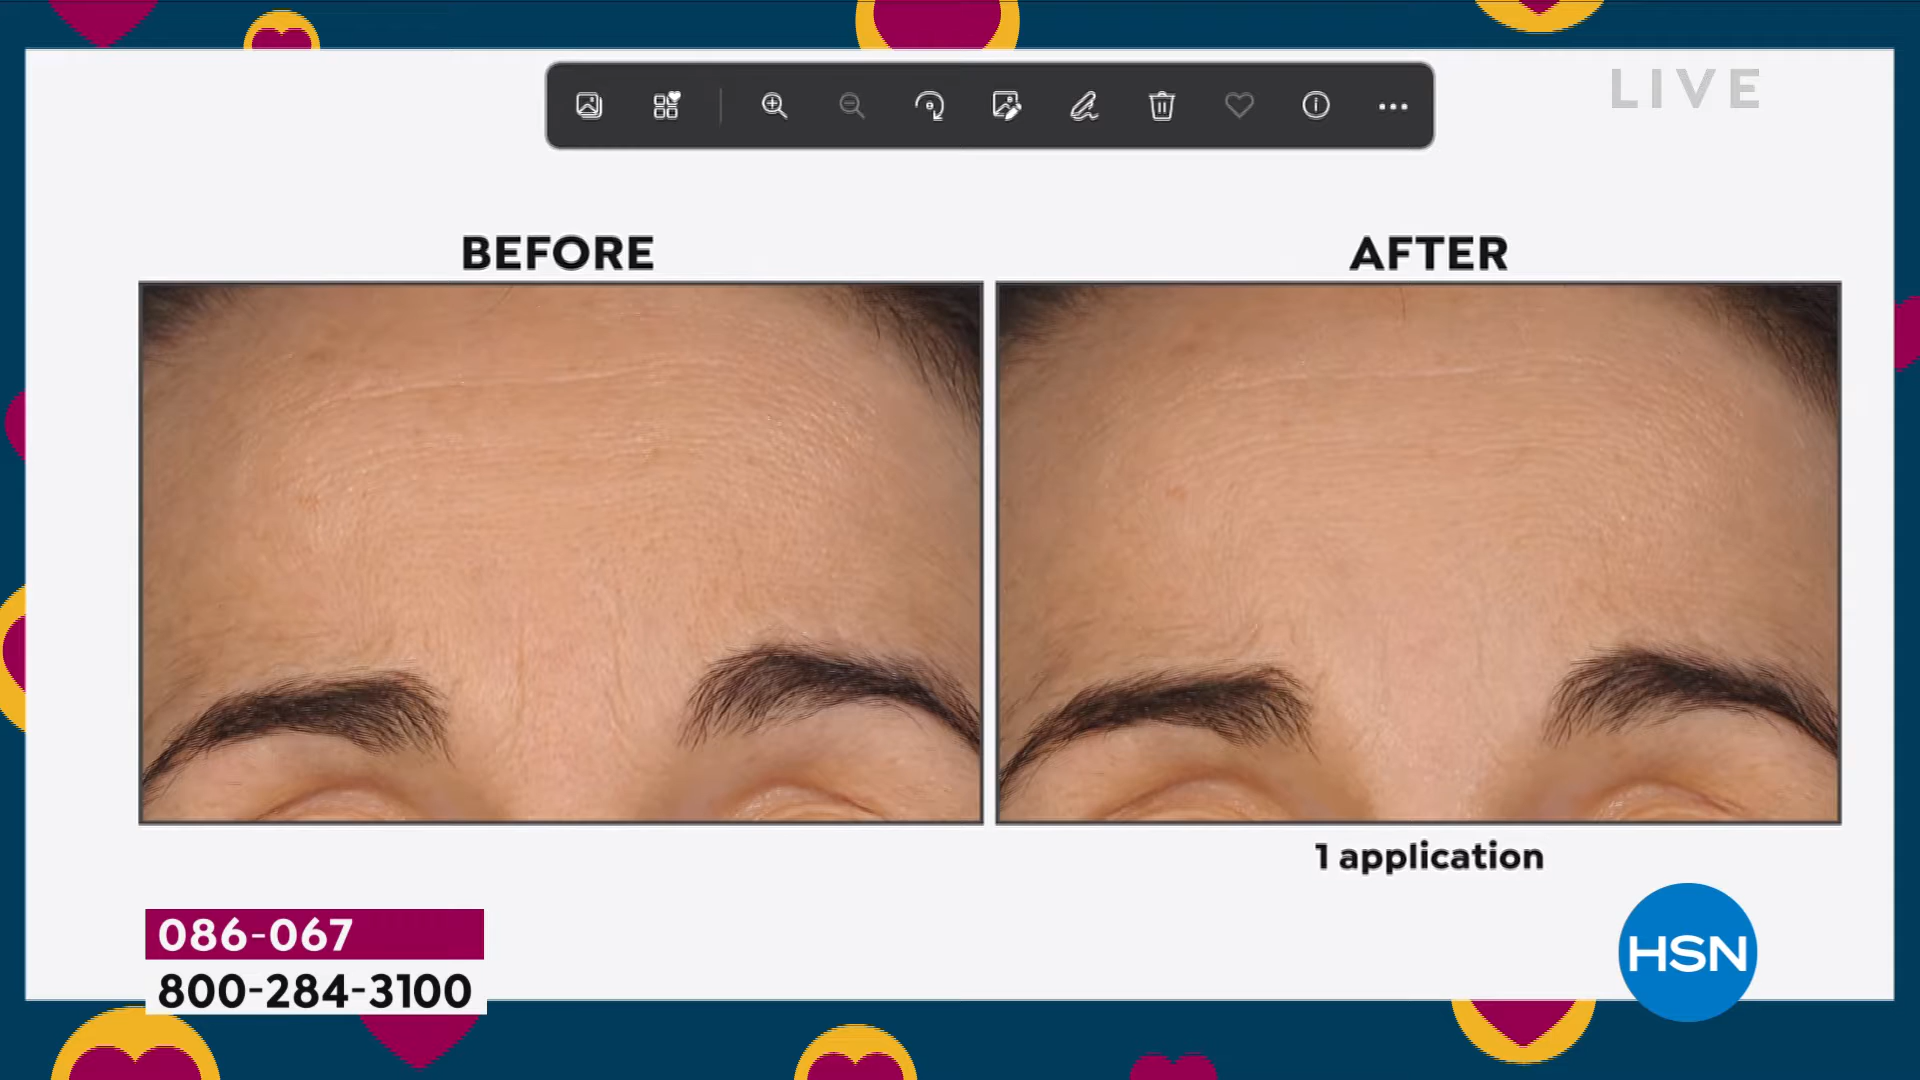 LIVE
BEFORE
AFTER
1 application
086-067
800-284-3100
HSN